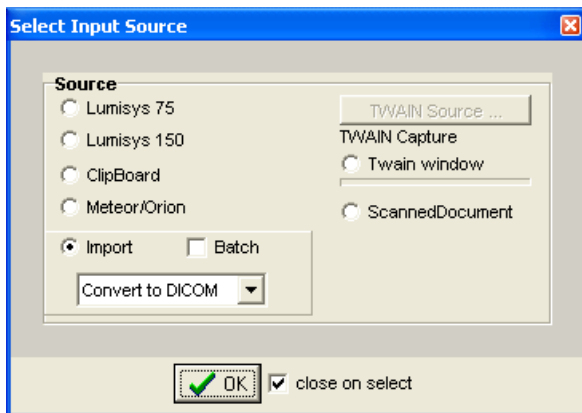 Select Input Source
Source
Lumisys 75
Lumisys 150
ClipBoard
Meteor/Orion
Import
Batch
Convert to DICOM
TWAIN Source ...
TWAIN Capture
Twain window
ScannedDocument
OK
close on select